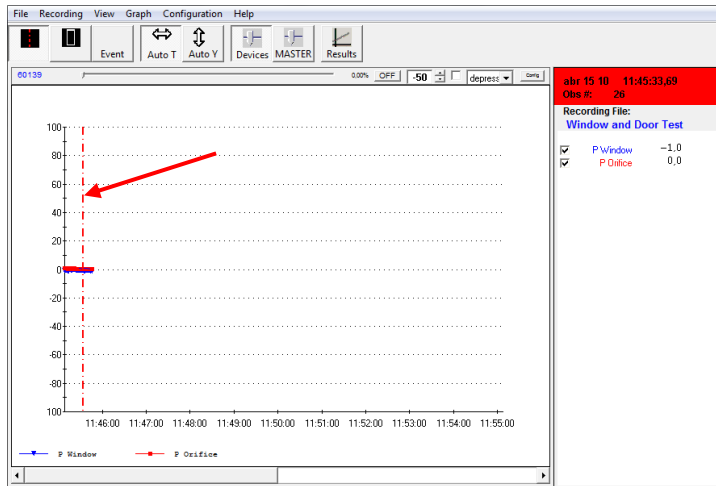 File Recording View Graph Configuration Help
Event Auto T Auto Y Devices MASTER Results
60139 0,00% OFF -50 depress Config
abr 15 10 11:45:33,69
Obs #: 26
Recording File:
Window and Door Test
P Window -1,0
P Orifice 0,0
100
80
60
40
20
0
-20
-40
-60
-80
100
11:46:00 11:47:00 11:48:00 11:49:00 11:50:00 11:51:00 11:52:00 11:53:00 11:54:00 11:55:00
P Window P Orifice